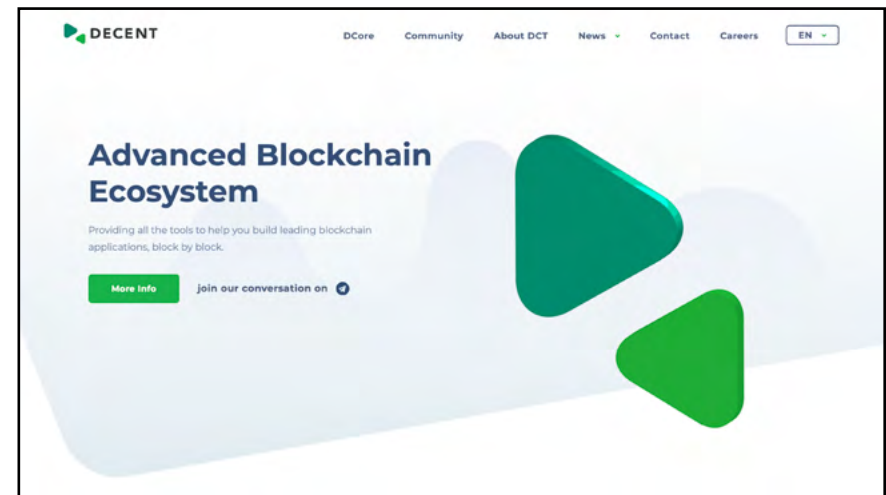 DECENT
DCore Community About DCT News Contact Careers EN
Advanced Blockchain
Ecosystem
Providing all the tools to help you build leading blockchain
applications, block by block.
More Info join our conversation on